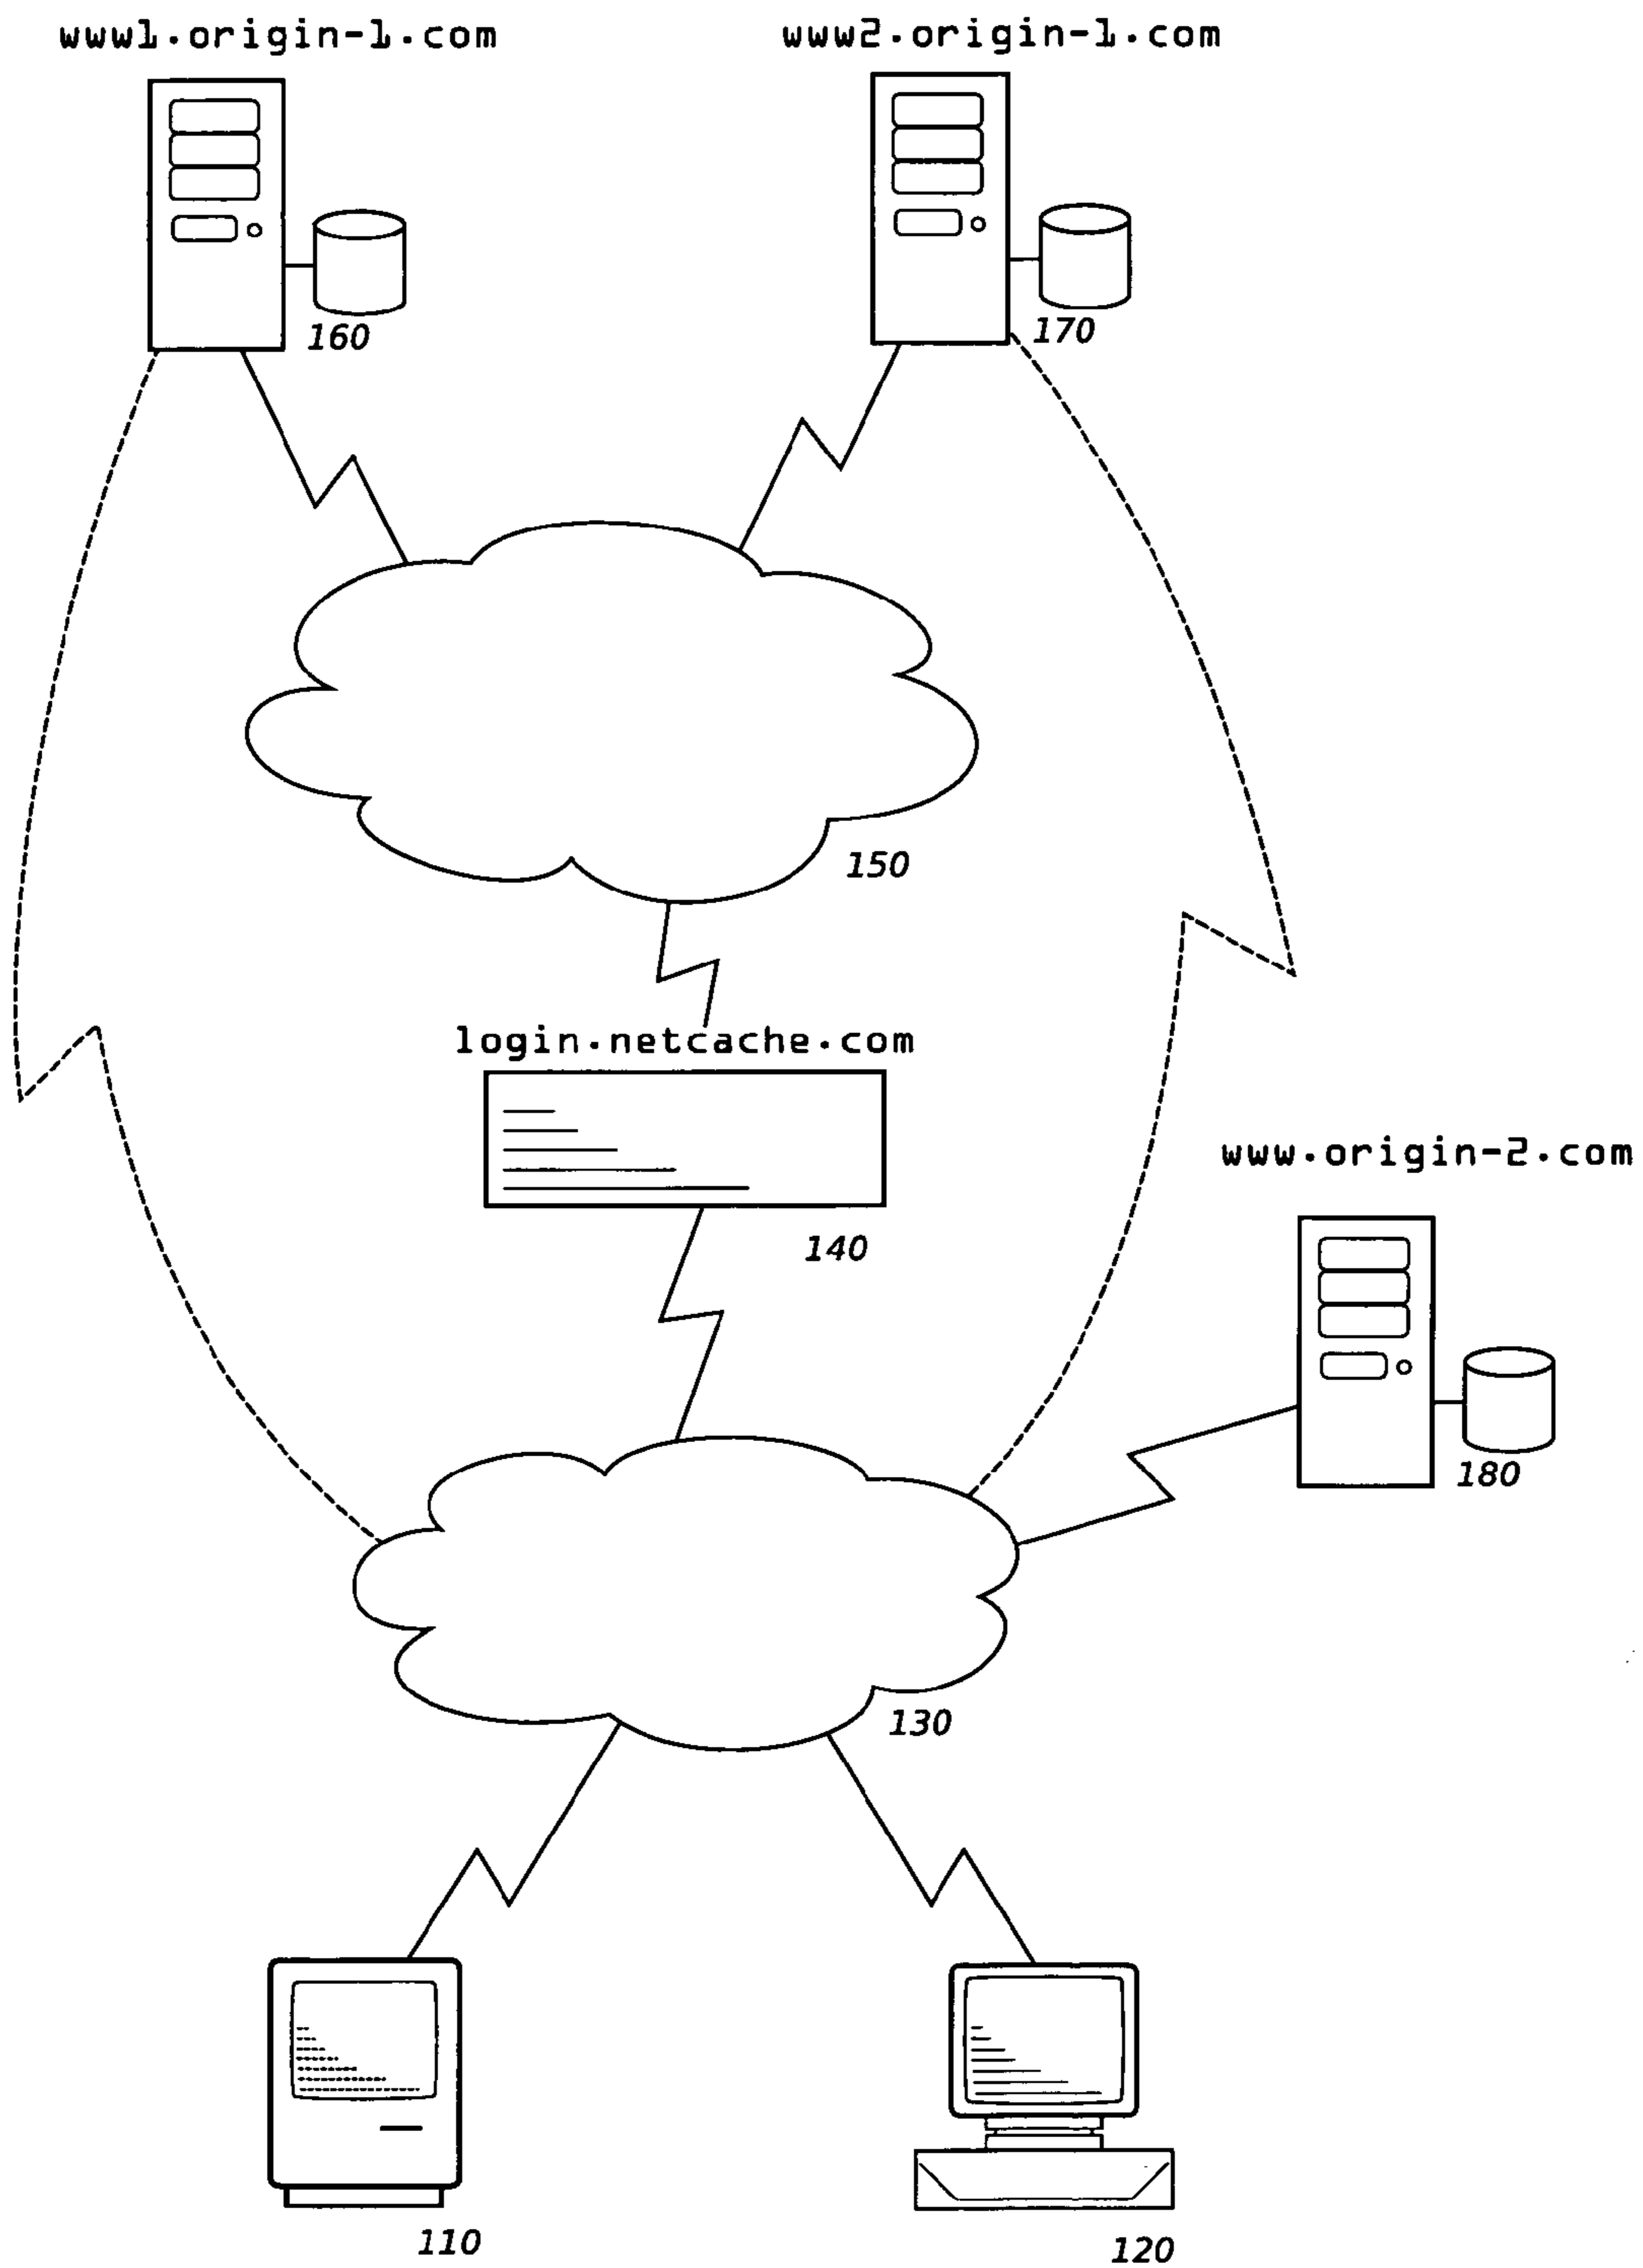 www1.origin-1.com
www2.origin-1.com
160
170
150
login.netcache.com
www.origin-2.com
140
180
130
110
120